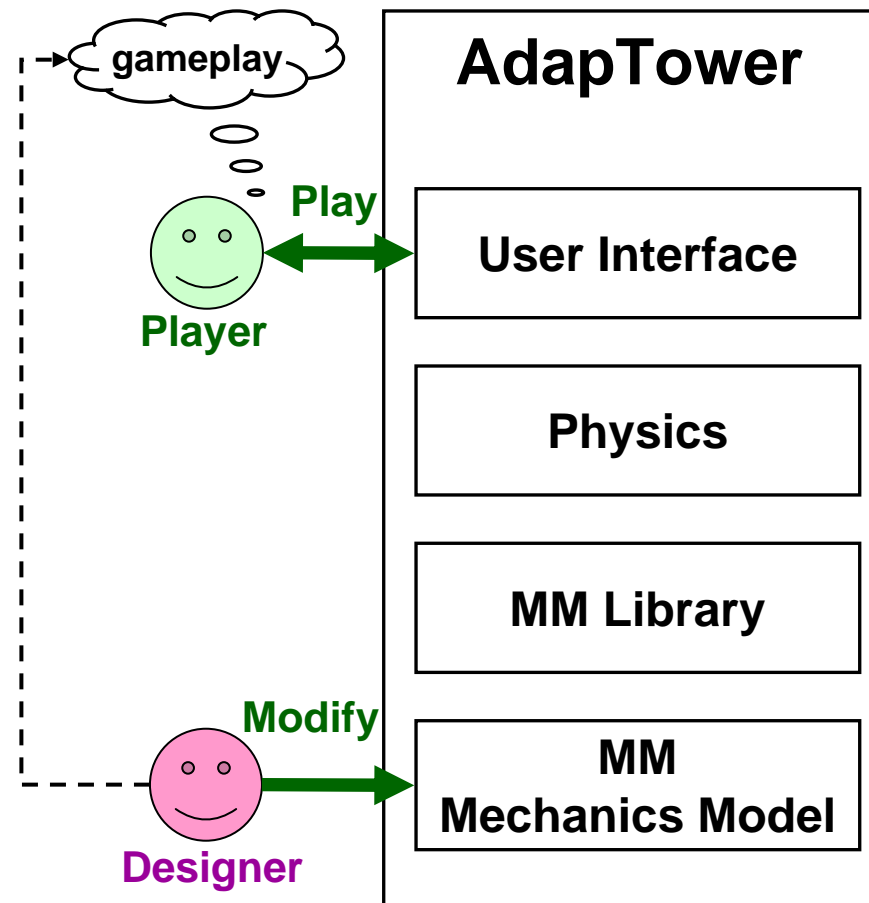 gameplay
AdapTower
Play
User Interface
Player
Physics
MM Library
Modify
MM
Mechanics Model
Designer